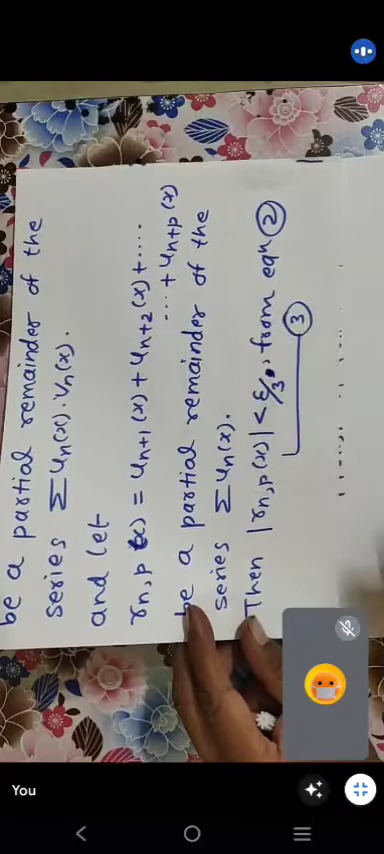 be a partial remainder of the
series ∑un(x)·vn(x).
and let
rn,p(x) = un+1(x) + un+2(x) + ....
... + un+p(x)
be a partial remainder of the
series ∑un(x).
Then |rn,p(x)| < ε/3, from eqn ②
③
You